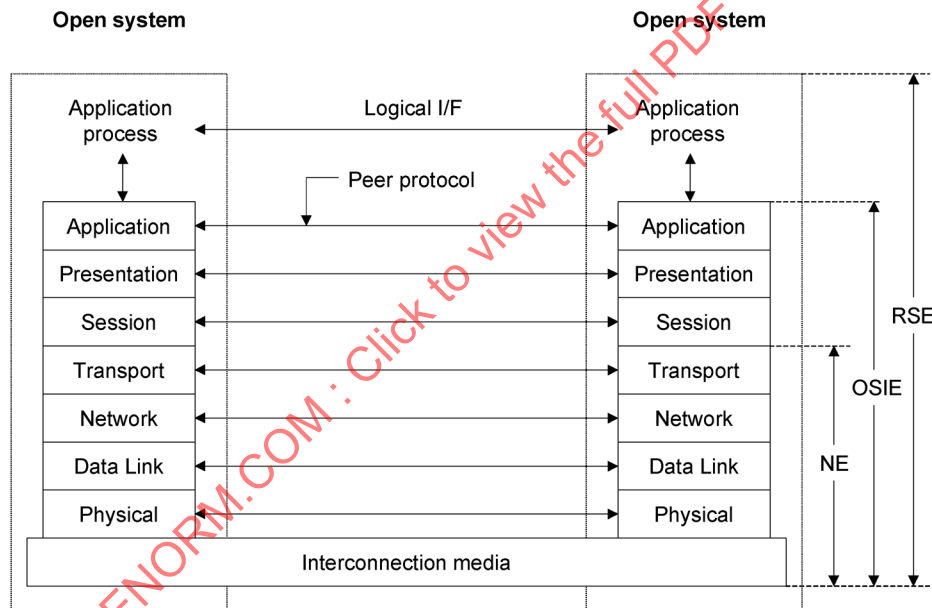 Open system
Open system
Application
process
Logical I/F
Application
process
Peer protocol
Application
Application
Presentation
Presentation
Session
Session
RSE
Transport
Transport
OSIE
Network
Network
Data Link
Data Link
NE
Physical
Physical
Interconnection media
ENORM.COM : Click to view the full PDF